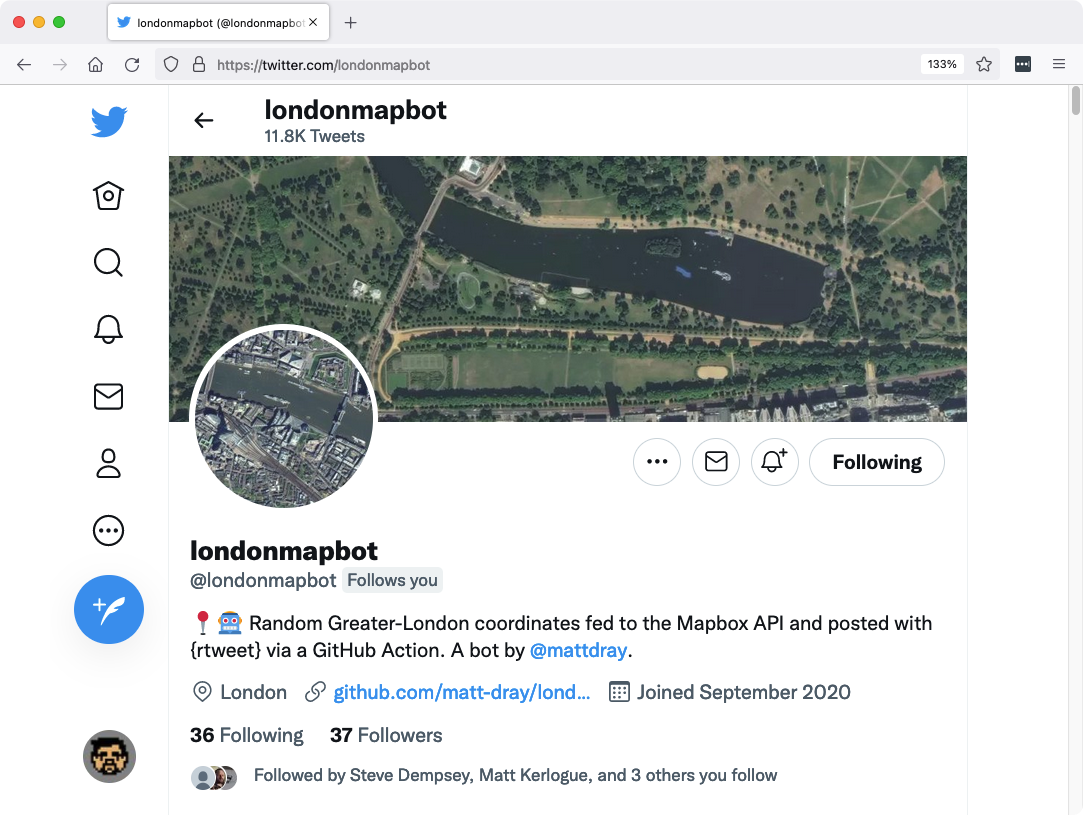 londonmapbot (@londonmapbot
https://twitter.com/londonmapbot
133%
londonmapbot
11.8K Tweets
Following
londonmapbot
@londonmapbot Follows you
📍🤖 Random Greater-London coordinates fed to the Mapbox API and posted with
{rtweet} via a GitHub Action. A bot by @mattdray.
London github.com/matt-dray/lond... Joined September 2020
36 Following 37 Followers
Followed by Steve Dempsey, Matt Kerlogue, and 3 others you follow